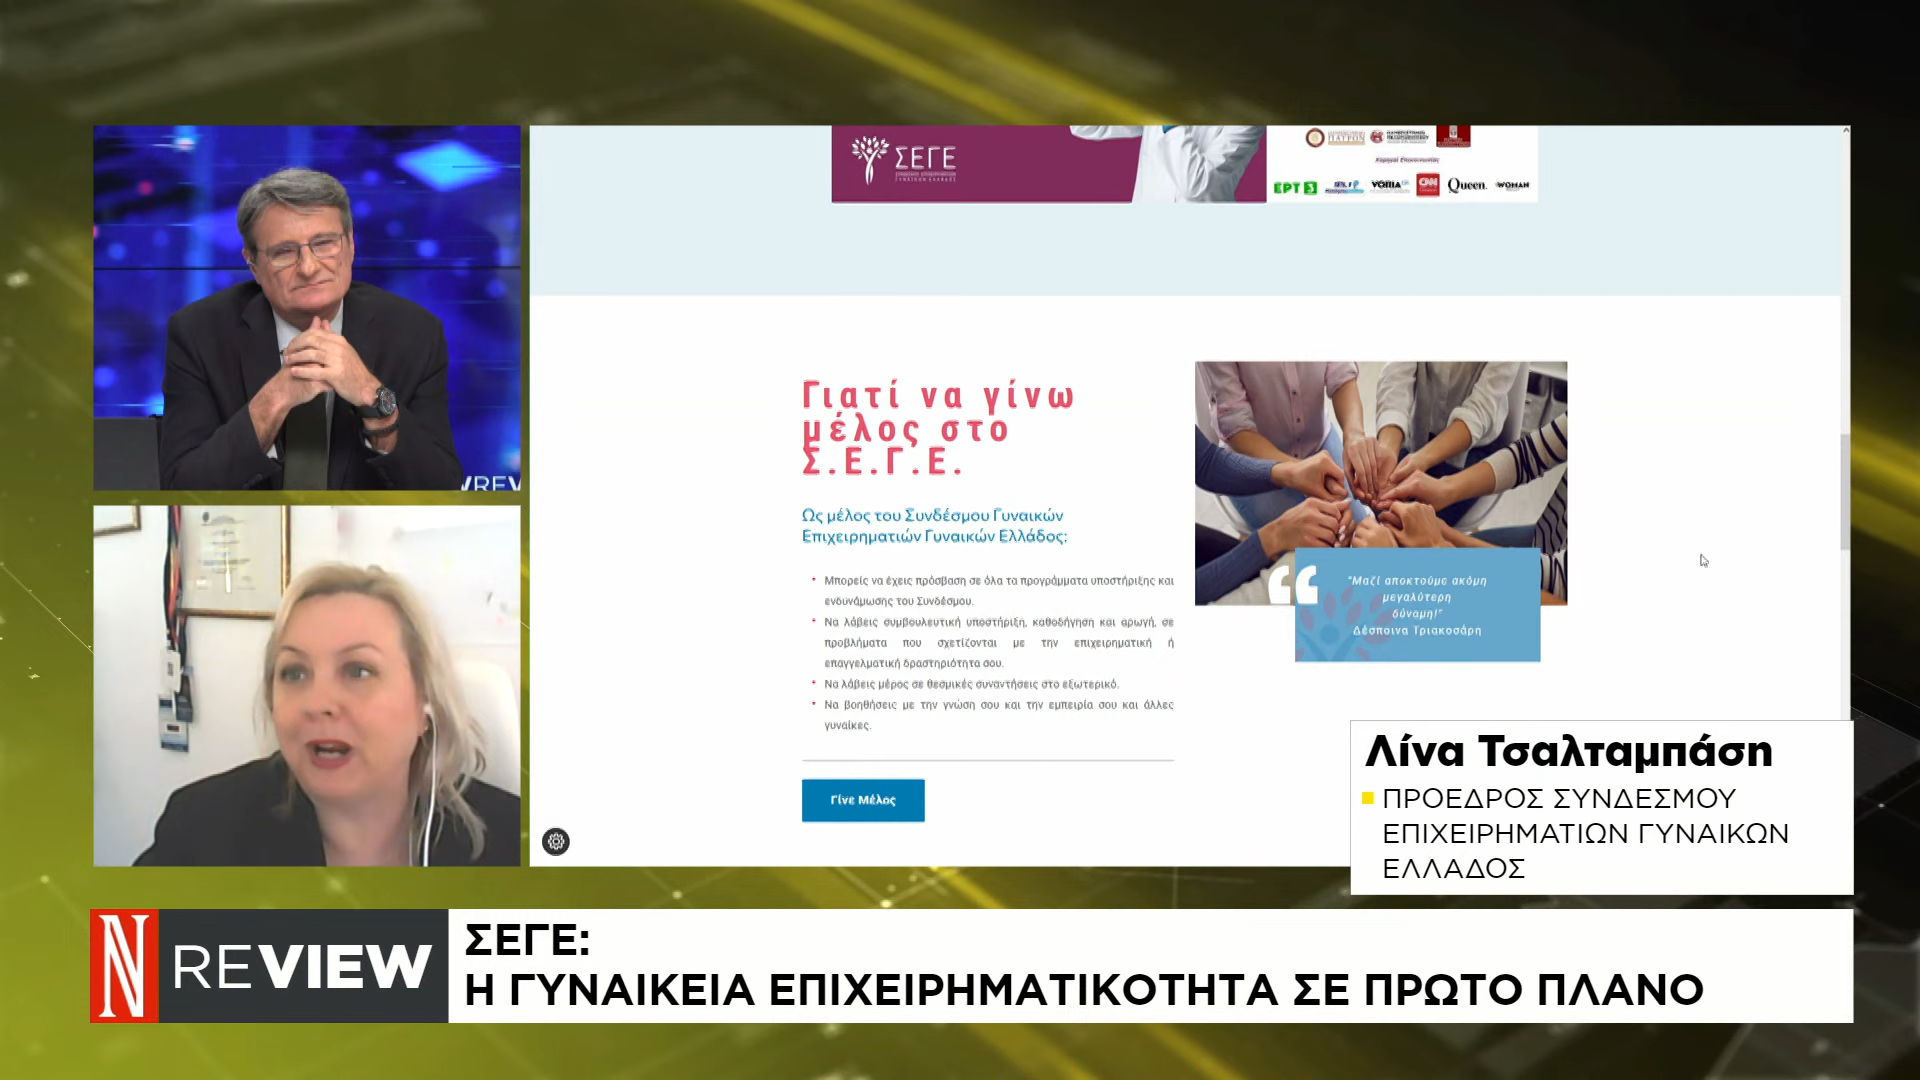 ΣΕΓΕ
ΕΡΤ 3
CNN
Queen.
WOMAN
Γιατί να γίνω
μέλος στο
Σ.Ε.Γ.Ε.
Ως μέλος του Συνδέσμου Γυναικών
Επιχειρηματιών Γυναικών Ελλάδος:
Μπορείς να έχεις πρόσβαση σε όλα τα προγράμματα υποστήριξης και
ενδυνάμωσης του Συνδέσμου.
Να λάβεις συμβουλευτική υποστήριξη, καθοδήγηση και αρωγή, σε
προβλήματα που σχετίζονται με την επιχειρηματική ή
επαγγελματική δραστηριότητα σου.
Να λάβεις μέρος σε θεσμικές συναντήσεις στο εξωτερικό.
Να βοηθήσεις με την γνώση σου και την εμπειρία σου και άλλες
γυναίκες.
Γίνε Μέλος
"Μαζί αποκτούμε ακόμη
μεγαλύτερη
δύναμη!"
Δέσποινα Τριακοσάρη
Λίνα Τσαλταμπάση
ΠΡΟΕΔΡΟΣ ΣΥΝΔΕΣΜΟΥ
ΕΠΙΧΕΙΡΗΜΑΤΙΩΝ ΓΥΝΑΙΚΩΝ
ΕΛΛΑΔΟΣ
N REVIEW
ΣΕΓΕ:
Η ΓΥΝΑΙΚΕΙΑ ΕΠΙΧΕΙΡΗΜΑΤΙΚΟΤΗΤΑ ΣΕ ΠΡΩΤΟ ΠΛΑΝΟ